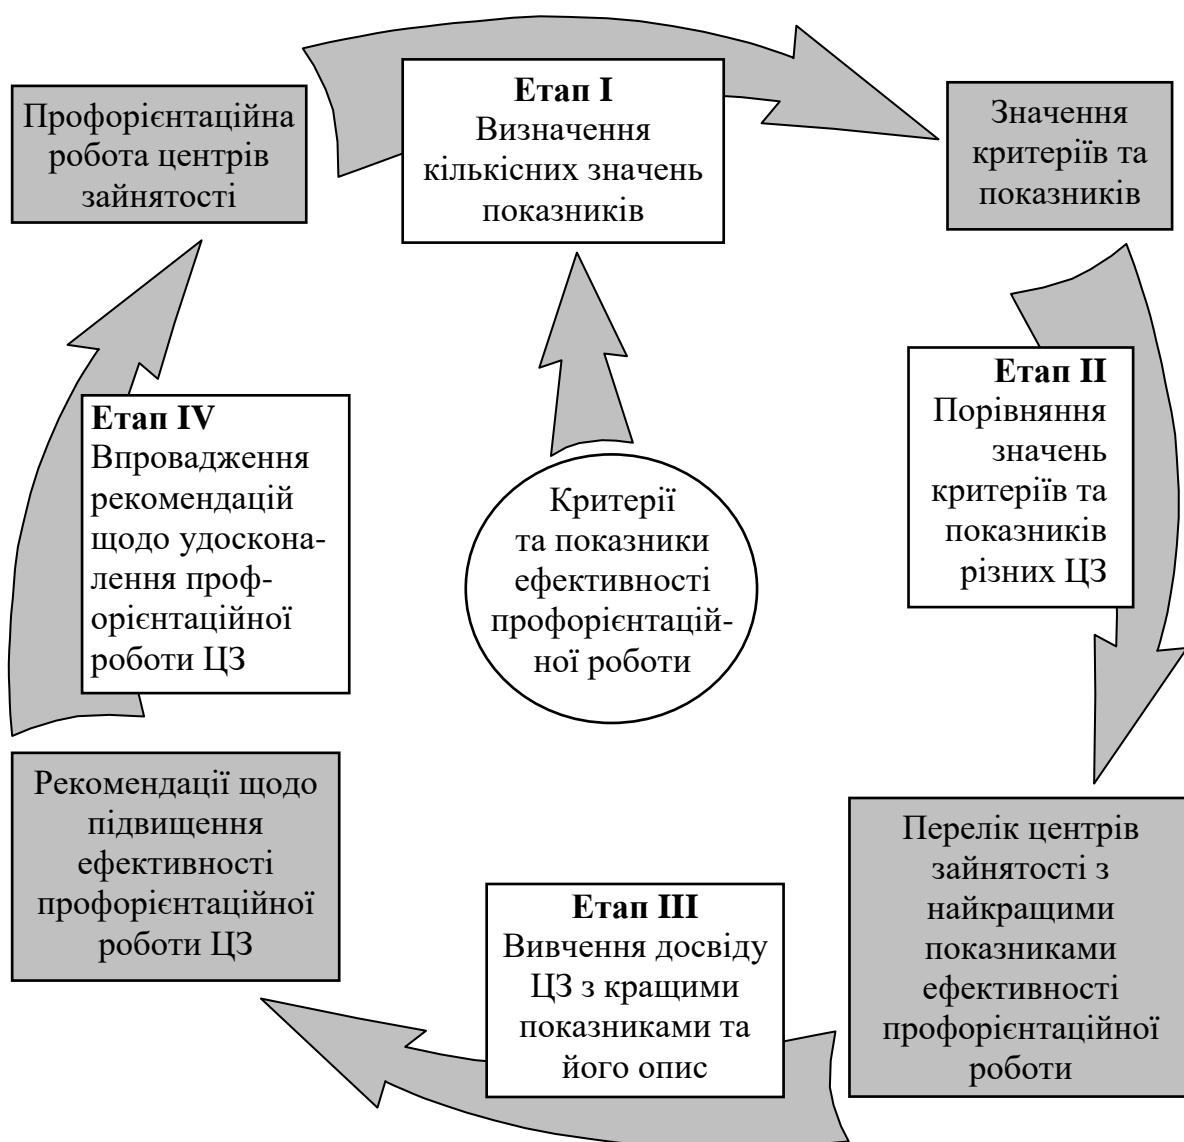 Профорієнтаційна
робота центрів
зайнятості
Етап I
Визначення
кількісних значень
показників
Значення
критеріїв та
показників
Етап II
Порівняння
значень
критеріїв та
показників
різних ЦЗ
Етап IV
Впровадження
рекомендацій
щодо удоскона-
лення проф-
орієнтаційної
роботи ЦЗ
Критерії
та показники
ефективності
профорієнтацій-
ної роботи
Рекомендації щодо
підвищення
ефективності
профорієнтаційної
роботи ЦЗ
Етап III
Вивчення досвіду
ЦЗ з кращими
показниками та
його опис
Перелік центрів
зайнятості з
найкращими
показниками
ефективності
профорієнтаційної
роботи